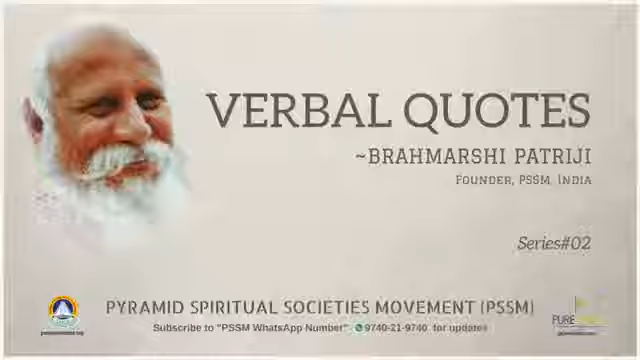 VERBAL QUOTES
~BRAHMARSHI PATRIJI
FOUNDER, PSSM, INDIA
Series#02
PYRAMID SPIRITUAL SOCIETIES MOVEMENT (PSSM)
Subscribe to "PSSM WhatsApp Number" 9740-21-9740 for updates
PURE